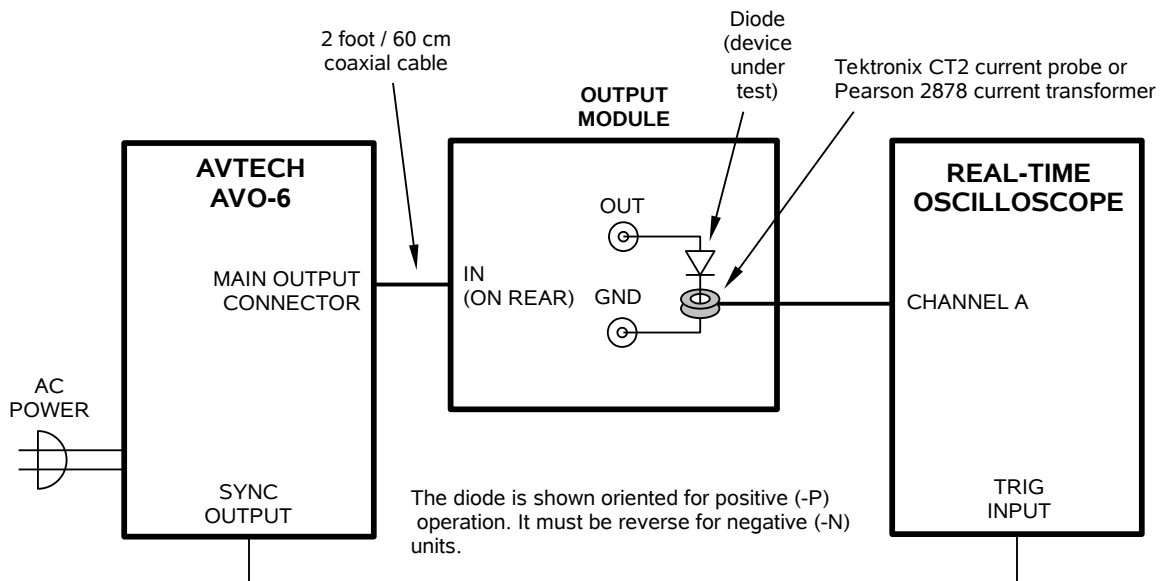 2 foot / 60 cm
coaxial cable
Diode
(device
under
test)
Tektronix CT2 current probe or
Pearson 2878 current transformer
OUTPUT
MODULE
AVTECH
AVO-6
REAL-TIME
OSCILLOSCOPE
OUT
MAIN OUTPUT
CONNECTOR
IN
(ON REAR)
GND
CHANNEL A
AC
POWER
SYNC
OUTPUT
The diode is shown oriented for positive (-P)
operation. It must be reverse for negative (-N)
units.
TRIG
INPUT